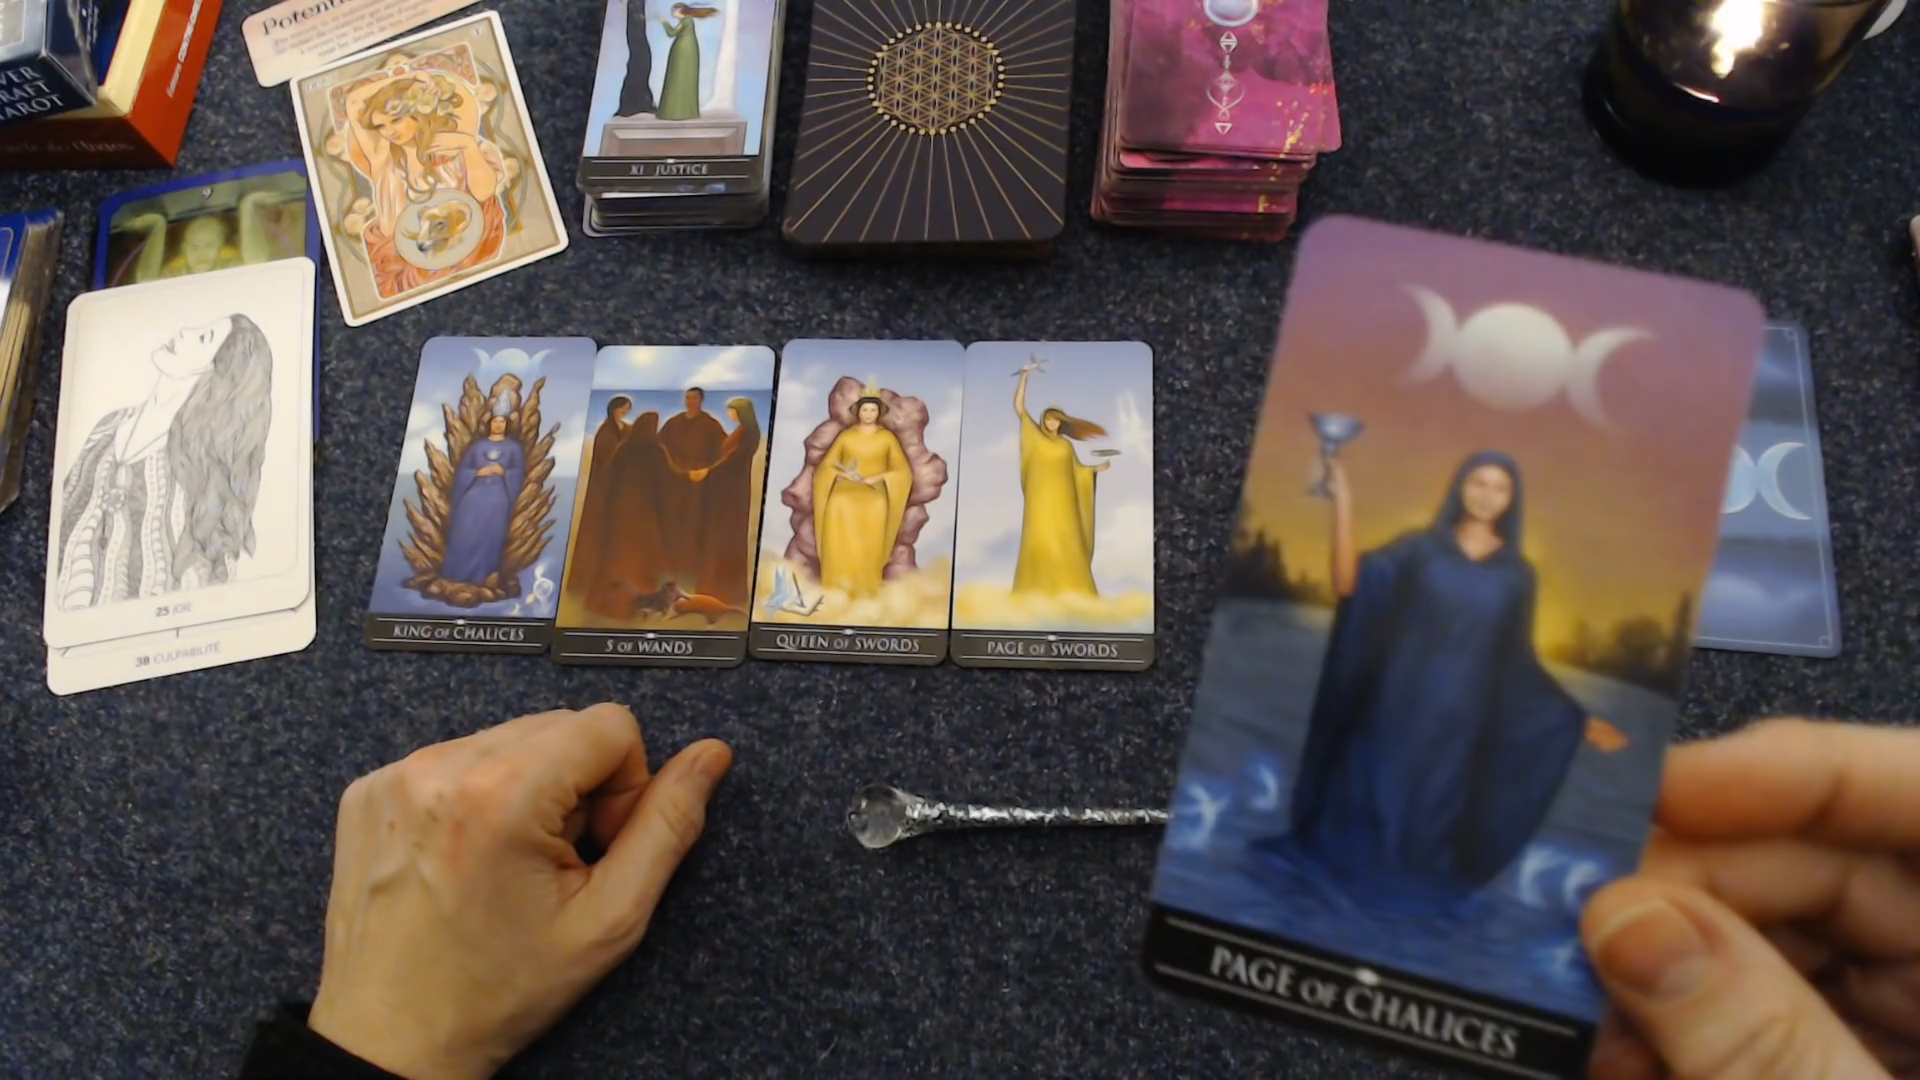 Potenti
XI JUSTICE
25 JOIE
38 CULPABILITÉ
KING OF CHALICES
5 OF WANDS
QUEEN OF SWORDS
PAGE OF SWORDS
PAGE OF CHALICES